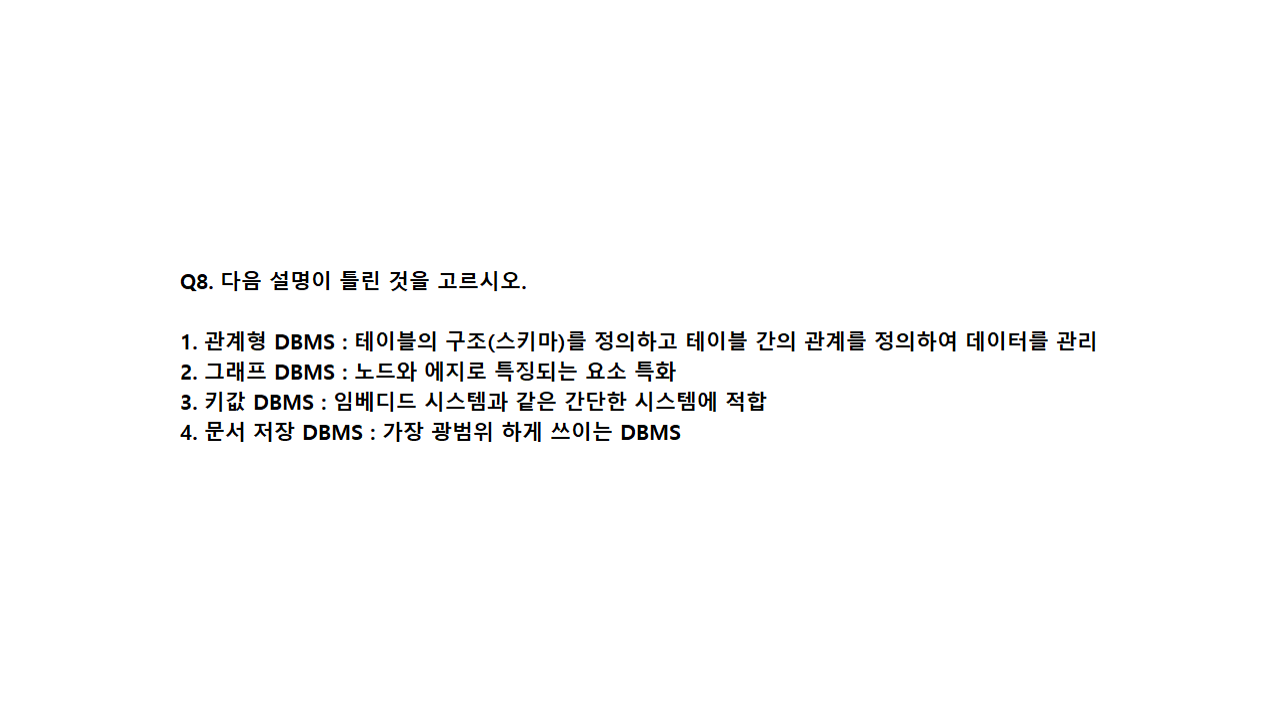 Q8. 다음 설명이 틀린 것을 고르시오.
1. 관계형 DBMS : 테이블의 구조(스키마)를 정의하고 테이블 간의 관계를 정의하여 데이터를 관리
2. 그래프 DBMS : 노드와 에지로 특징되는 요소 특화
3. 키값 DBMS : 임베디드 시스템과 같은 간단한 시스템에 적합
4. 문서 저장 DBMS : 가장 광범위 하게 쓰이는 DBMS